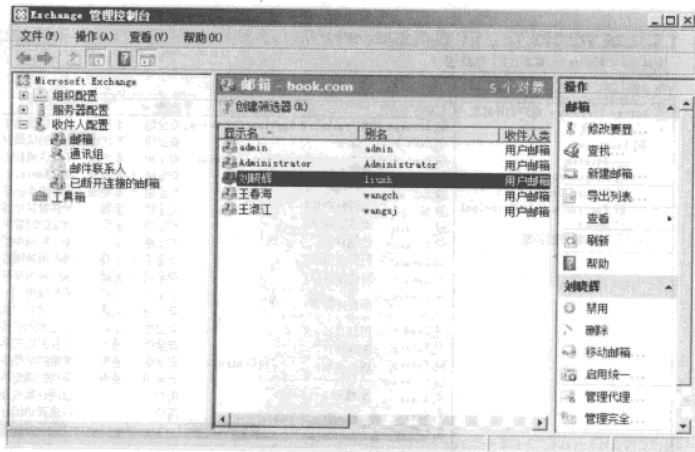 Exchange 管理控制台
文件(F) 操作(A) 查看(V) 帮助(H)
Microsoft Exchange
组织配置
服务器配置
收件人配置
邮箱
通讯组
邮件联系人
已断开连接的邮箱
工具箱
邮箱 - book.com 5 个对象
创建筛选器(R)
显示名 别名 收件人类
admin admin 用户邮箱
Administrator Administrator 用户邮箱
刘晓辉 liuxh 用户邮箱
王春海 wangch 用户邮箱
王淑江 wangsj 用户邮箱
操作
邮箱
修改要显...
查找...
新建邮箱...
导出列表...
查看
刷新
帮助
刘晓辉
禁用
删除
移动邮箱...
启用统一...
管理代理...
管理完全...